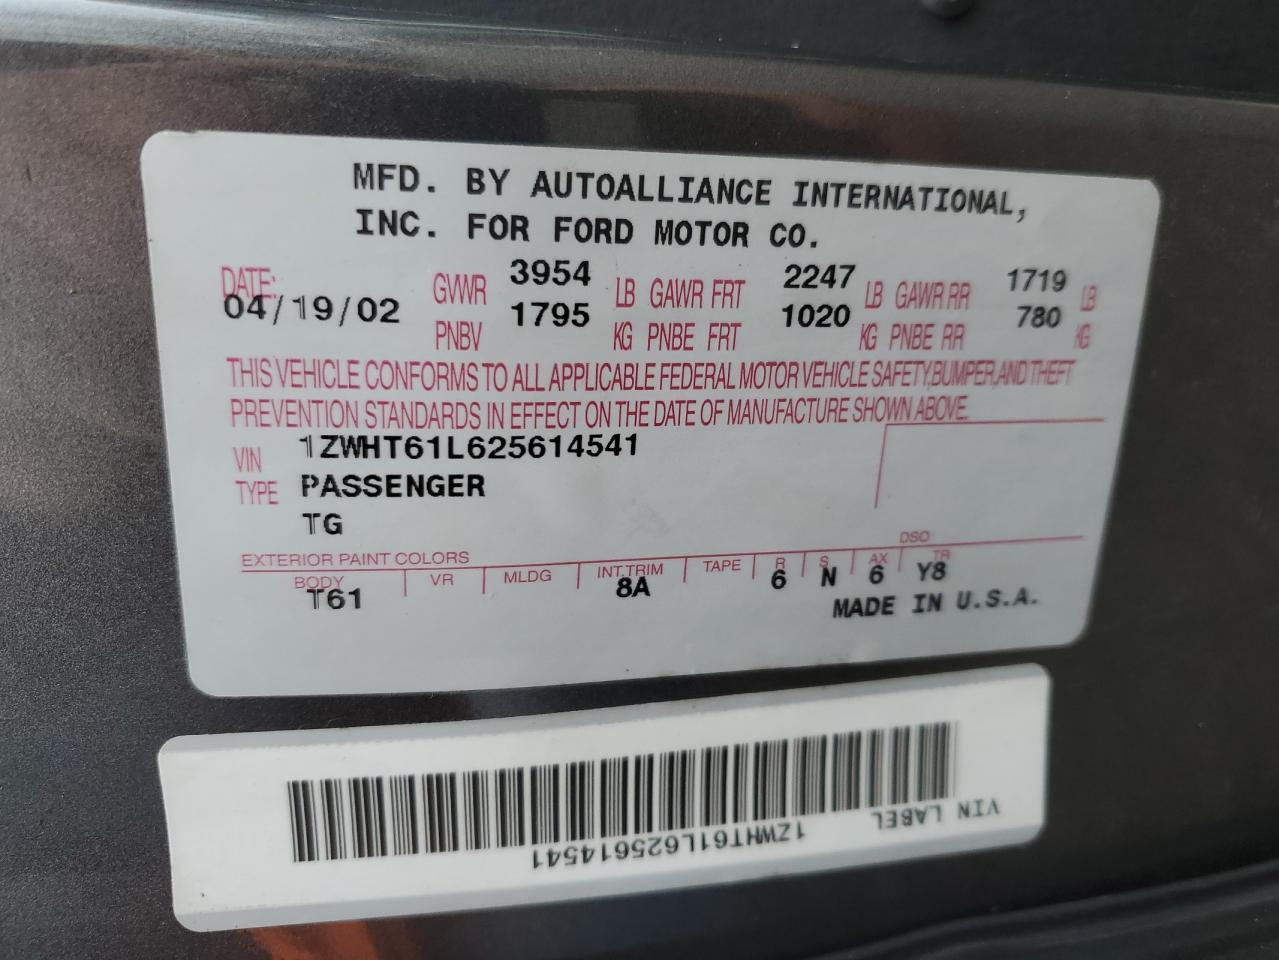 MFD. BY AUTOALLIANCE INTERNATIONAL,
INC. FOR FORD MOTOR CO.
DATE: 04/19/02 GVWR 3954 LB GAWR FRT 2247 LB GAWR RR 1719 LB
PNBV 1795 KG PNBE FRT 1020 KG PNBE RR 780 KG
THIS VEHICLE CONFORMS TO ALL APPLICABLE FEDERAL MOTOR VEHICLE SAFETY, BUMPER, AND THEFT
PREVENTION STANDARDS IN EFFECT ON THE DATE OF MANUFACTURE SHOWN ABOVE.
VIN 1ZWHT61L625614541
TYPE PASSENGER
TG
EXTERIOR PAINT COLORS DSO
BODY VR MLDG INT.TRIM TAPE R S AX TR
T61 8A 6 N 6 Y8
MADE IN U.S.A.
VIN LABEL
1ZWHT61L625614541